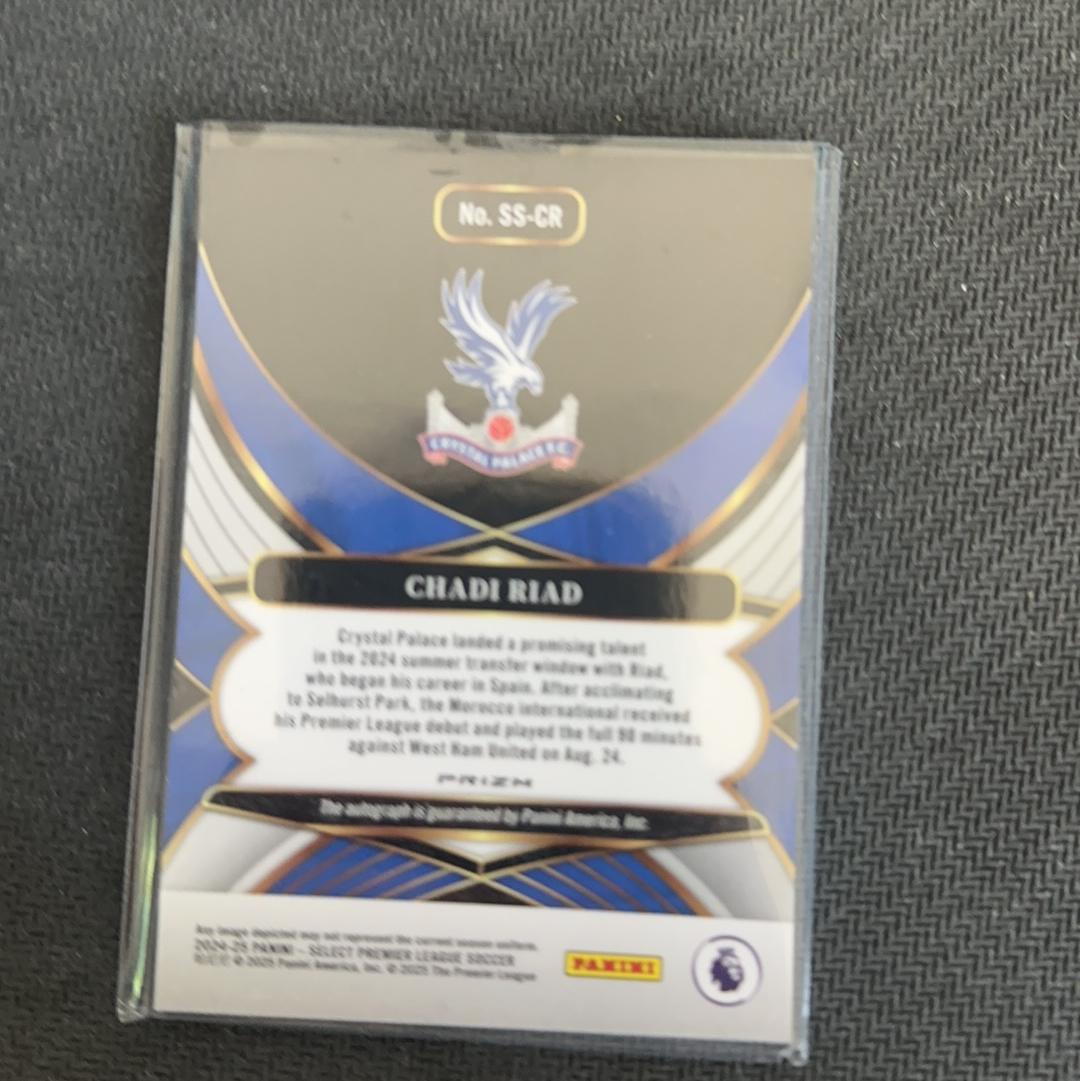 No. SS-CR
CRYSTAL PALACE F.C.
CHADI RIAD
Crystal Palace landed a promising talent
in the 2024 summer transfer window with Riad,
who began his career in Spain. After acclimating
to Selhurst Park, the Morocco international received
his Premier League debut and played the full 90 minutes
against West Ham United on Aug. 24.
PRIZM
The autograph is guaranteed by Panini America, Inc.
Any image depicted may not represent the current season uniform.
2024-25 PANINI – SELECT PREMIER LEAGUE SOCCER
© 2025 Panini America, Inc. © 2025 The Premier League
PANINI